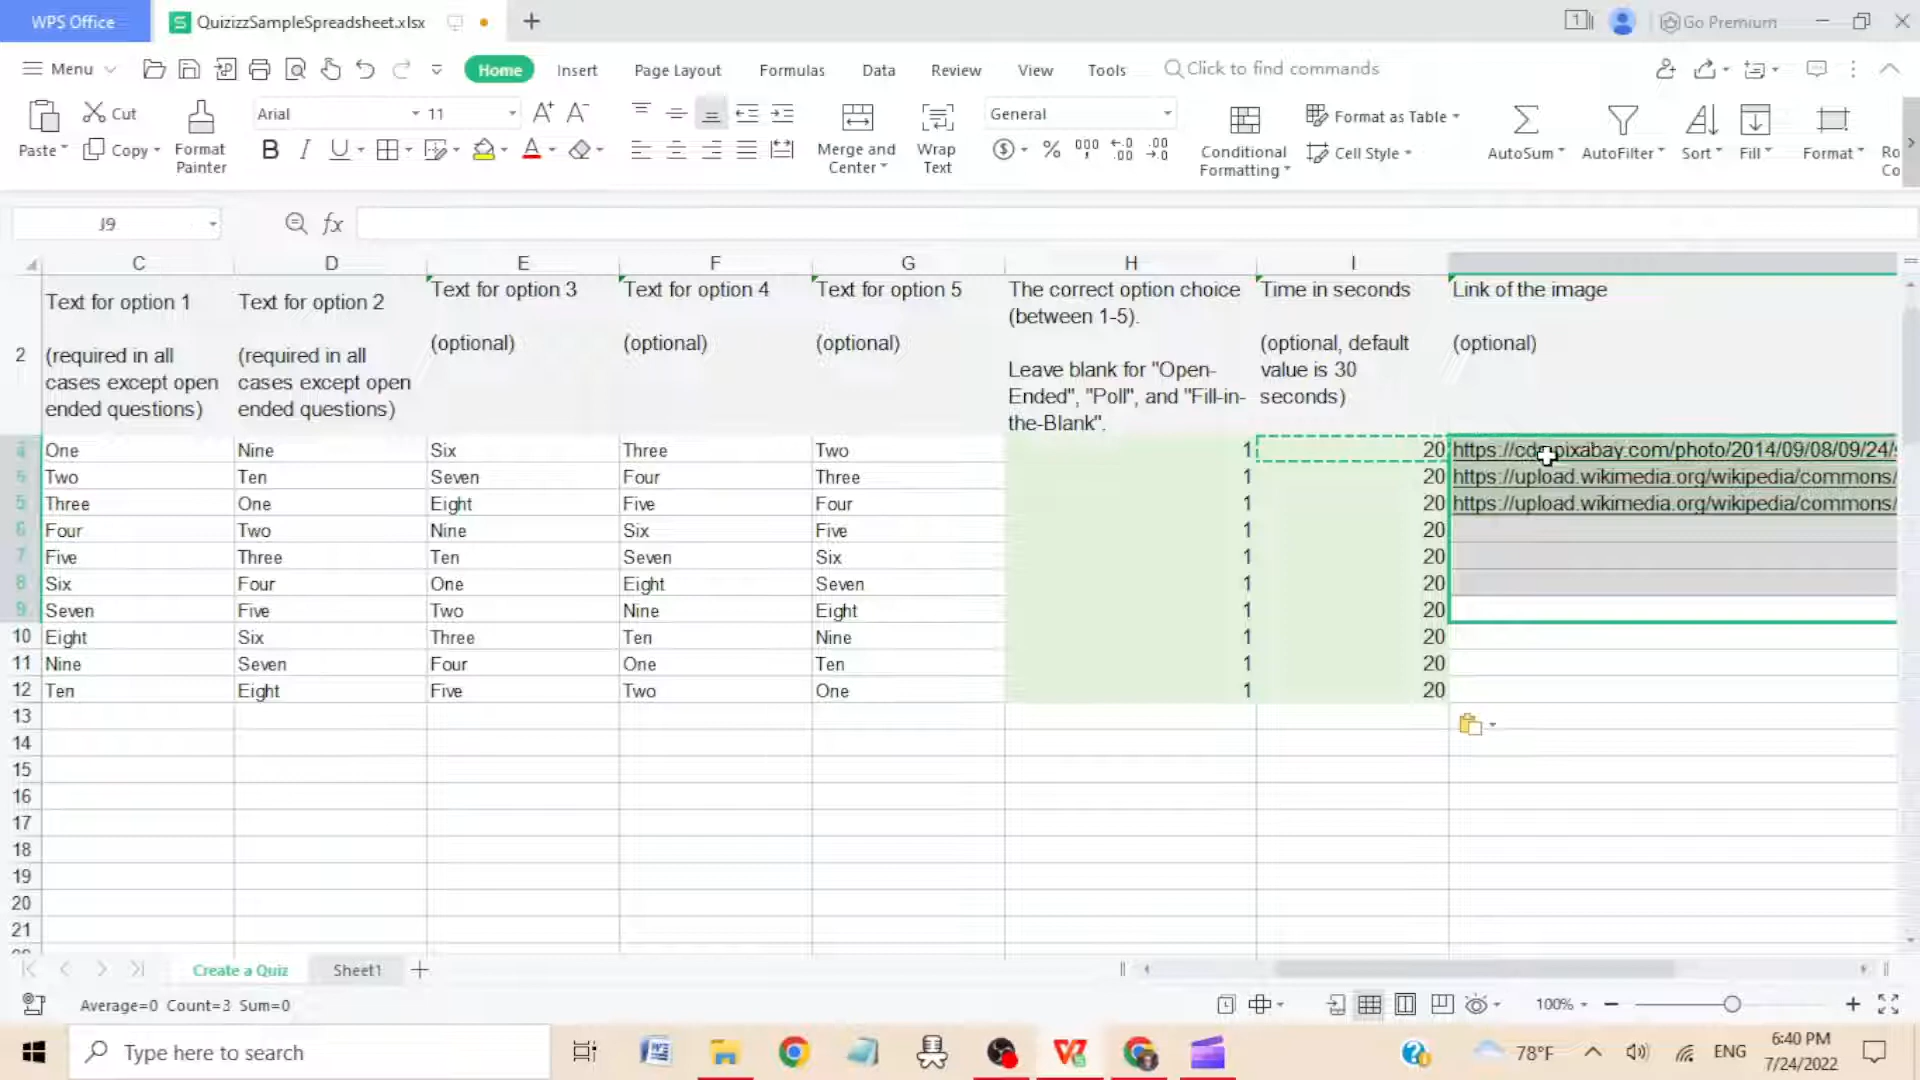 WPS Office
QuizizzSampleSpreadsheet.xlsx
Go Premium
Menu
Home
Insert
Page Layout
Formulas
Data
Review
View
Tools
Click to find commands
Paste
Cut
Copy
Format
Painter
Arial
11
Merge and
Center
Wrap
Text
General
Conditional
Formatting
Format as Table
Cell Style
AutoSum
AutoFilter
Sort
Fill
Format
Ro
Co
J9
C D E F G H I
2
Text for option 1
(required in all
cases except open
ended questions)
Text for option 2
(required in all
cases except open
ended questions)
Text for option 3
(optional)
Text for option 4
(optional)
Text for option 5
(optional)
The correct option choice
(between 1-5).
Leave blank for "Open-
Ended", "Poll", and "Fill-in-
the-Blank".
Time in seconds
(optional, default
value is 30
seconds)
Link of the image
(optional)
One Nine Six Three Two 1 20 https://cdn.pixabay.com/photo/2014/09/08/09/24/
Two Ten Seven Four Three 1 20 https://upload.wikimedia.org/wikipedia/commons/
5 Three One Eight Five Four 1 20 https://upload.wikimedia.org/wikipedia/commons/
6 Four Two Nine Six Five 1 20
7 Five Three Ten Seven Six 1 20
8 Six Four One Eight Seven 1 20
9 Seven Five Two Nine Eight 1 20
10 Eight Six Three Ten Nine 1 20
11 Nine Seven Four One Ten 1 20
12 Ten Eight Five Two One 1 20
13
14
15
16
17
18
19
20
21
Create a Quiz
Sheet1
Average=0 Count=3 Sum=0
100%
Type here to search
78°F
ENG
6:40 PM
7/24/2022